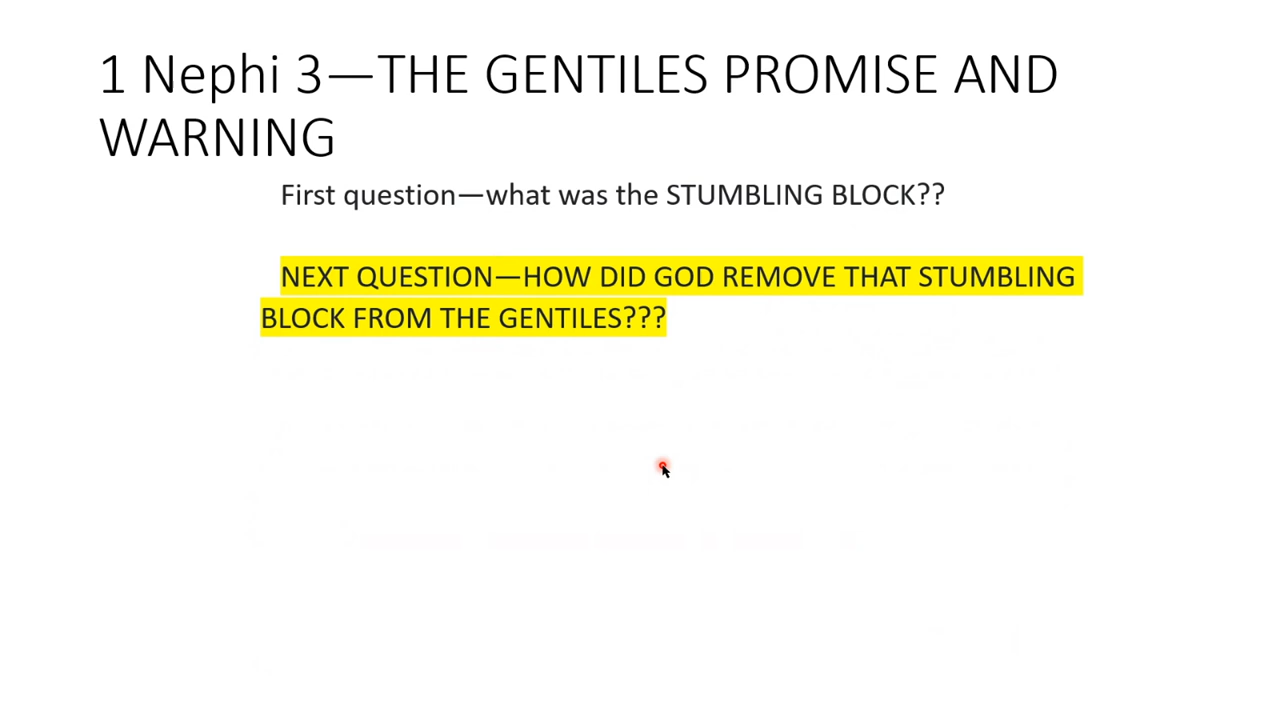 1 Nephi 3—THE GENTILES PROMISE AND
WARNING
First question—what was the STUMBLING BLOCK??
NEXT QUESTION—HOW DID GOD REMOVE THAT STUMBLING
BLOCK FROM THE GENTILES???